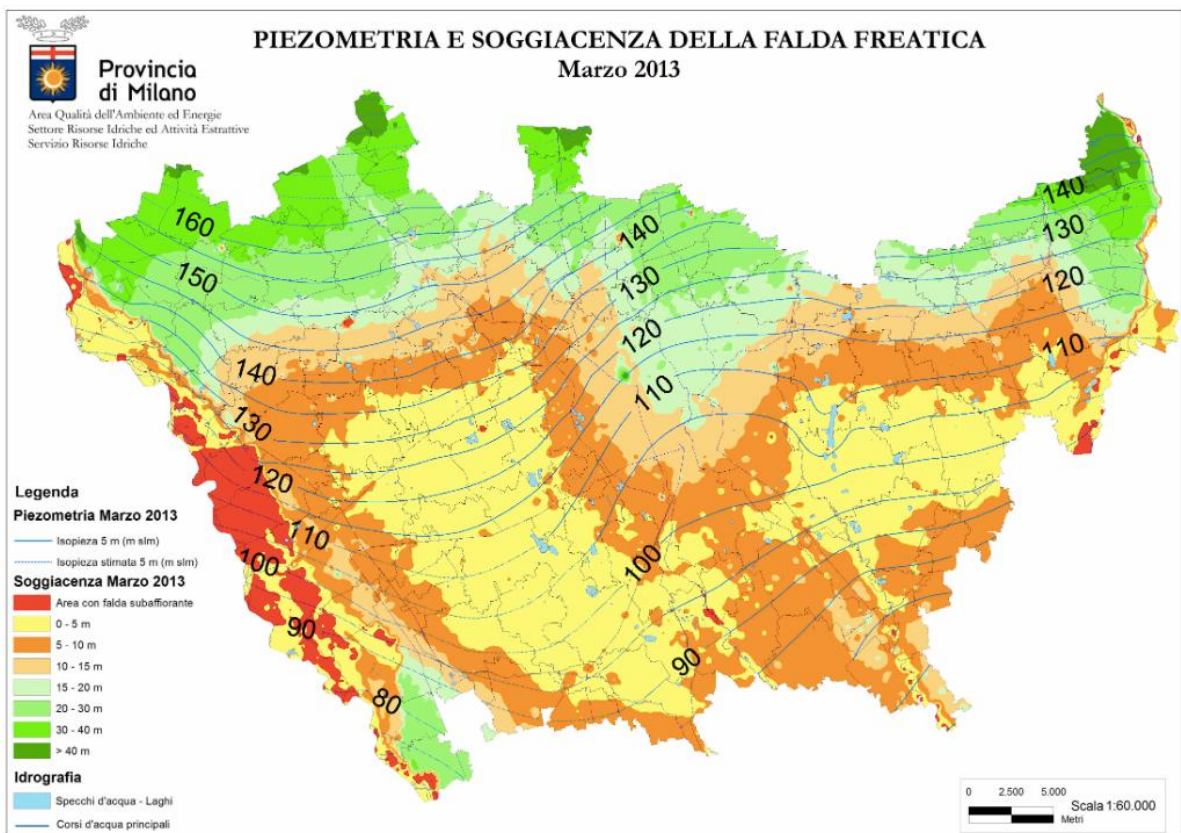 PIEZOMETRIA E SOGGIACENZA DELLA FALDA FREATICA
Marzo 2013
Provincia
di Milano
Area Qualità dell'Ambiente ed Energie
Settore Risorse Idriche ed Attività Estrattive
Servizio Risorse Idriche
160
150
140
130
120
110
100
90
80
140
130
120
110
100
90
140
130
120
110
Legenda
Piezometria Marzo 2013
Isopieza 5 m (m slm)
Isopieza stimata 5 m (m slm)
Soggiacenza Marzo 2013
Area con falda subaffiorante
0 - 5 m
5 - 10 m
10 - 15 m
15 - 20 m
20 - 30 m
30 - 40 m
> 40 m
Idrografia
Specchi d'acqua - Laghi
Corsi d'acqua principali
0 2.500 5.000
Metri
Scala 1:60.000